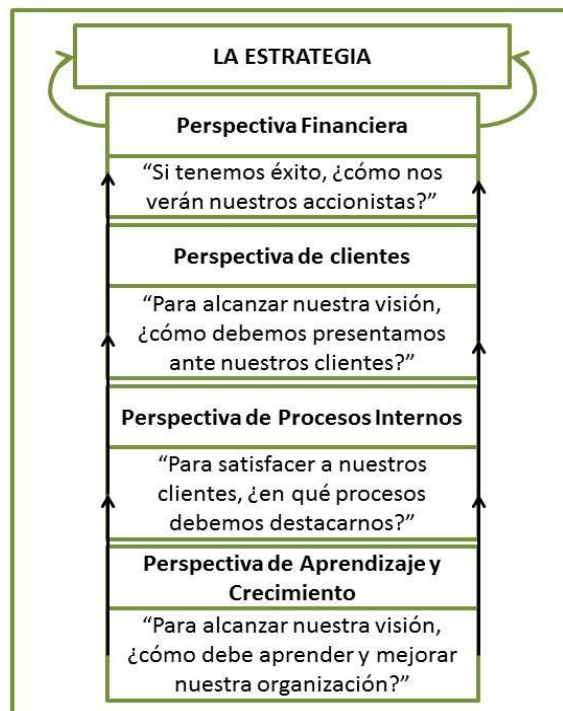 LA ESTRATEGIA
Perspectiva Financiera
“Si tenemos éxito, ¿cómo nos
verán nuestros accionistas?”
Perspectiva de clientes
“Para alcanzar nuestra visión,
¿cómo debemos presentamos
ante nuestros clientes?”
Perspectiva de Procesos Internos
“Para satisfacer a nuestros
clientes, ¿en qué procesos
debemos destacarnos?”
Perspectiva de Aprendizaje y
Crecimiento
“Para alcanzar nuestra visión,
¿cómo debe aprender y mejorar
nuestra organización?”